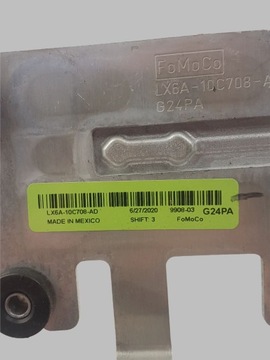 FoMoCo
LX6A-10C708-A
G24PA
LX6A-10C708-AD 6/27/2020 9908-03 G24PA
MADE IN MEXICO SHIFT: 3 FoMoCo